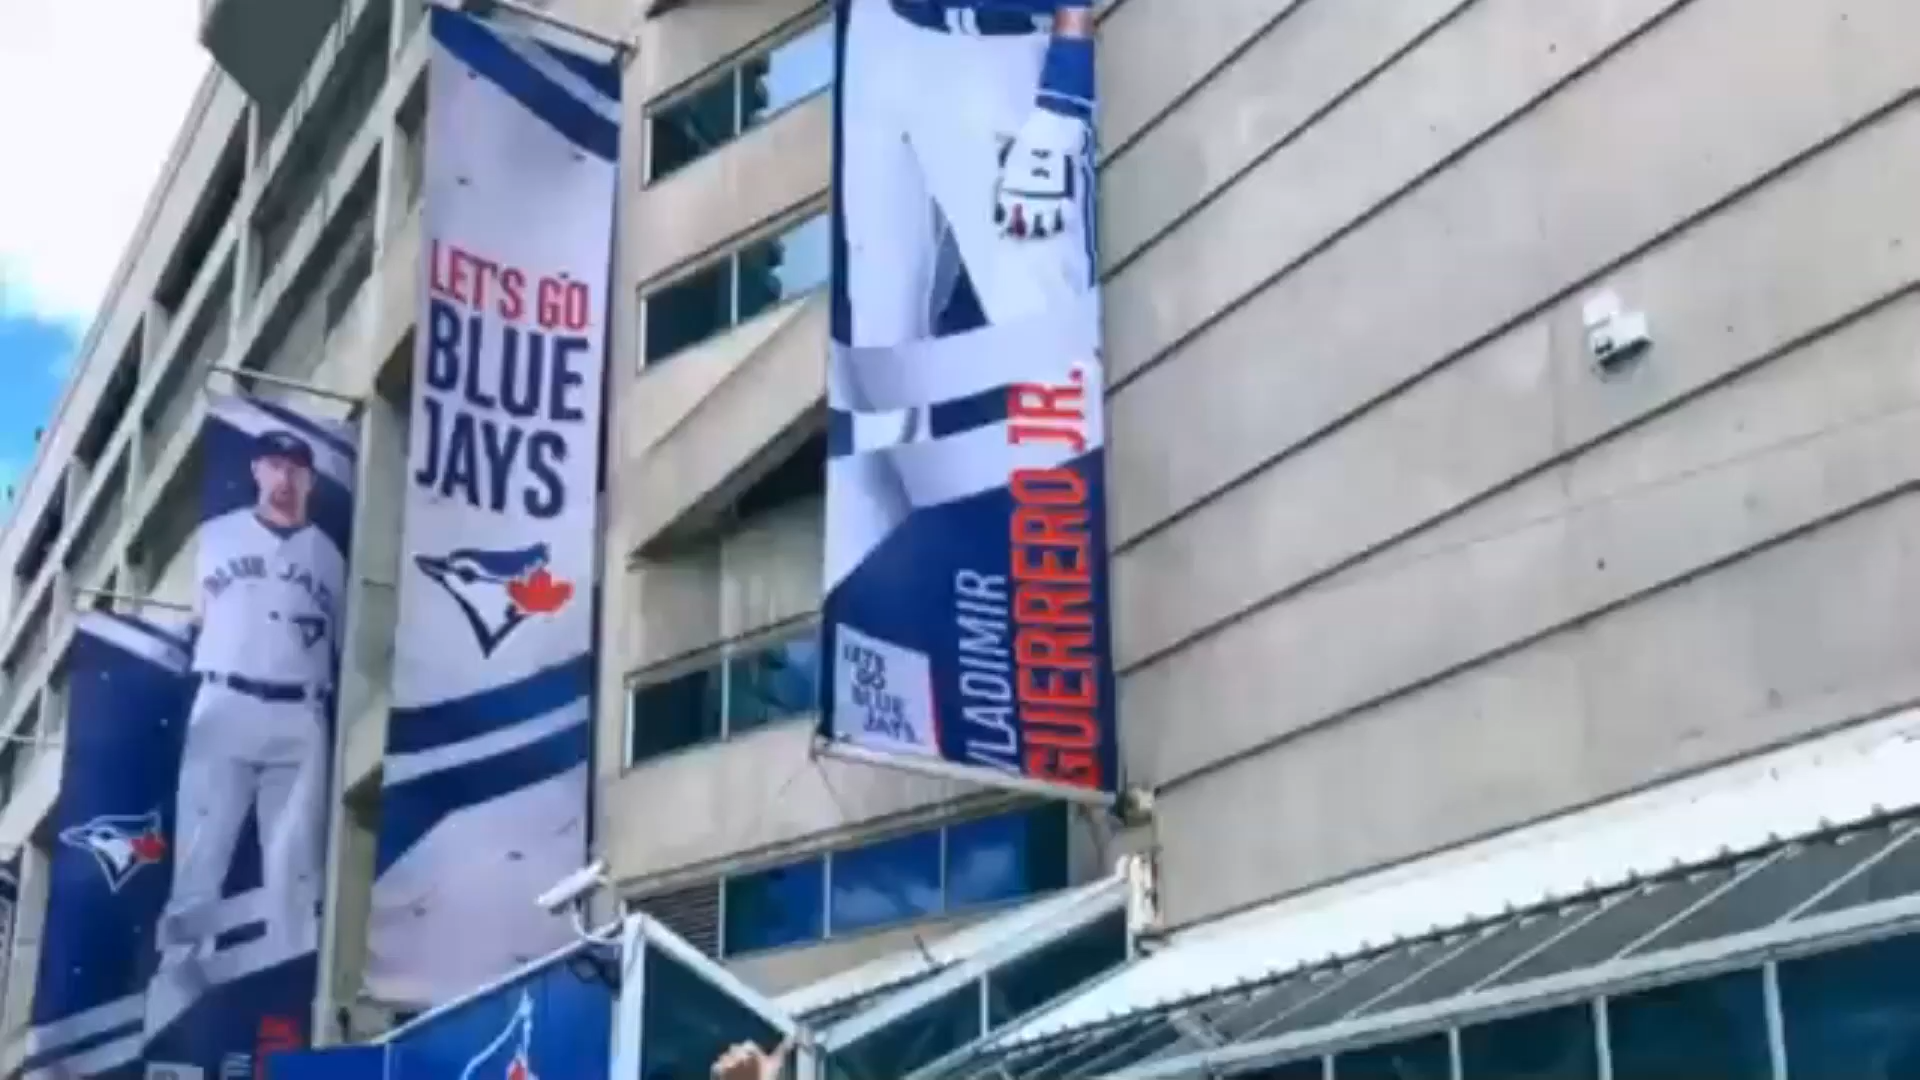 LET'S GO
BLUE
JAYS
BLUE JAYS
VLADIMIR
GUERRERO JR.
LET'S
GO
BLUE
JAYS